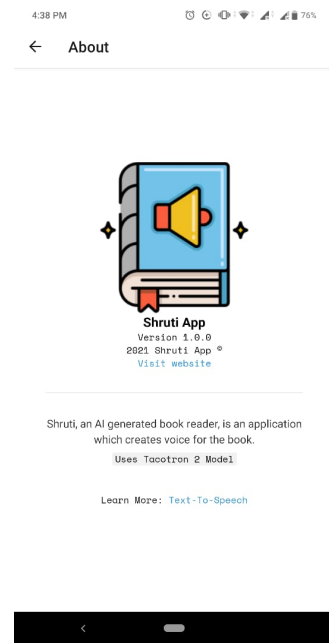 4:38 PM
76%
About
Shruti App
Version 1.0.0
2021 Shruti App ©
Visit website
Shruti, an AI generated book reader, is an application
which creates voice for the book.
Uses Tacotron 2 Model
Learn More: Text-To-Speech